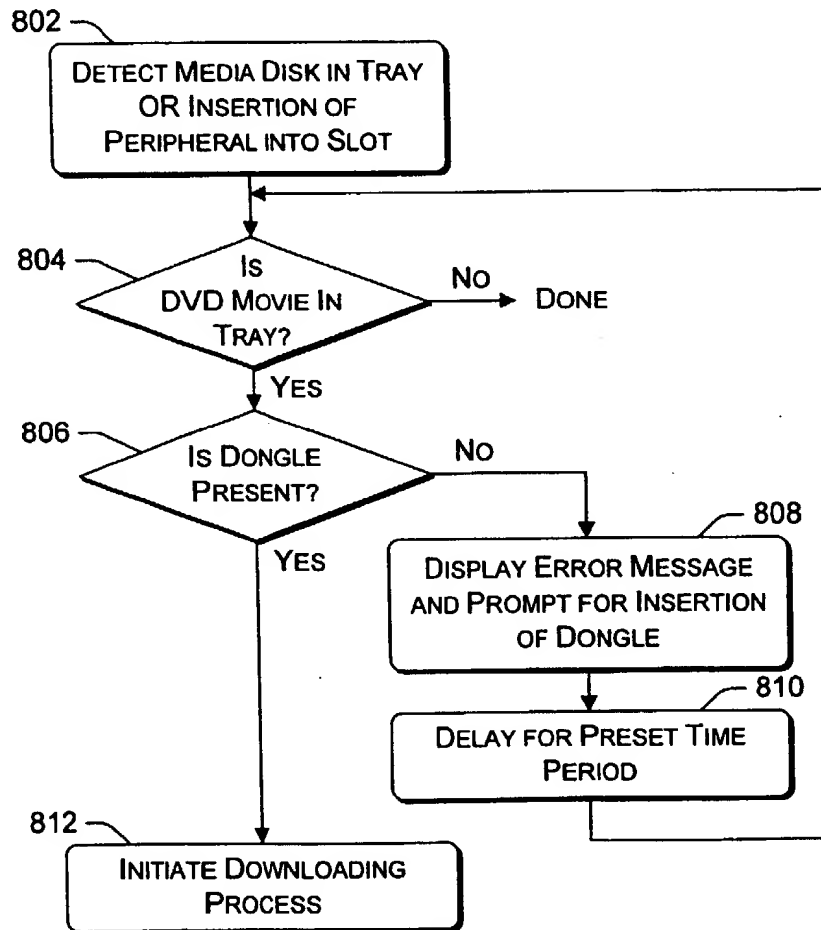 802
DETECT MEDIA DISK IN TRAY
OR INSERTION OF
PERIPHERAL INTO SLOT
804
IS
DVD MOVIE IN
TRAY?
NO
DONE
YES
806
IS DONGLE
PRESENT?
NO
YES
808
DISPLAY ERROR MESSAGE
AND PROMPT FOR INSERTION
OF DONGLE
810
DELAY FOR PRESET TIME
PERIOD
812
INITIATE DOWNLOADING
PROCESS